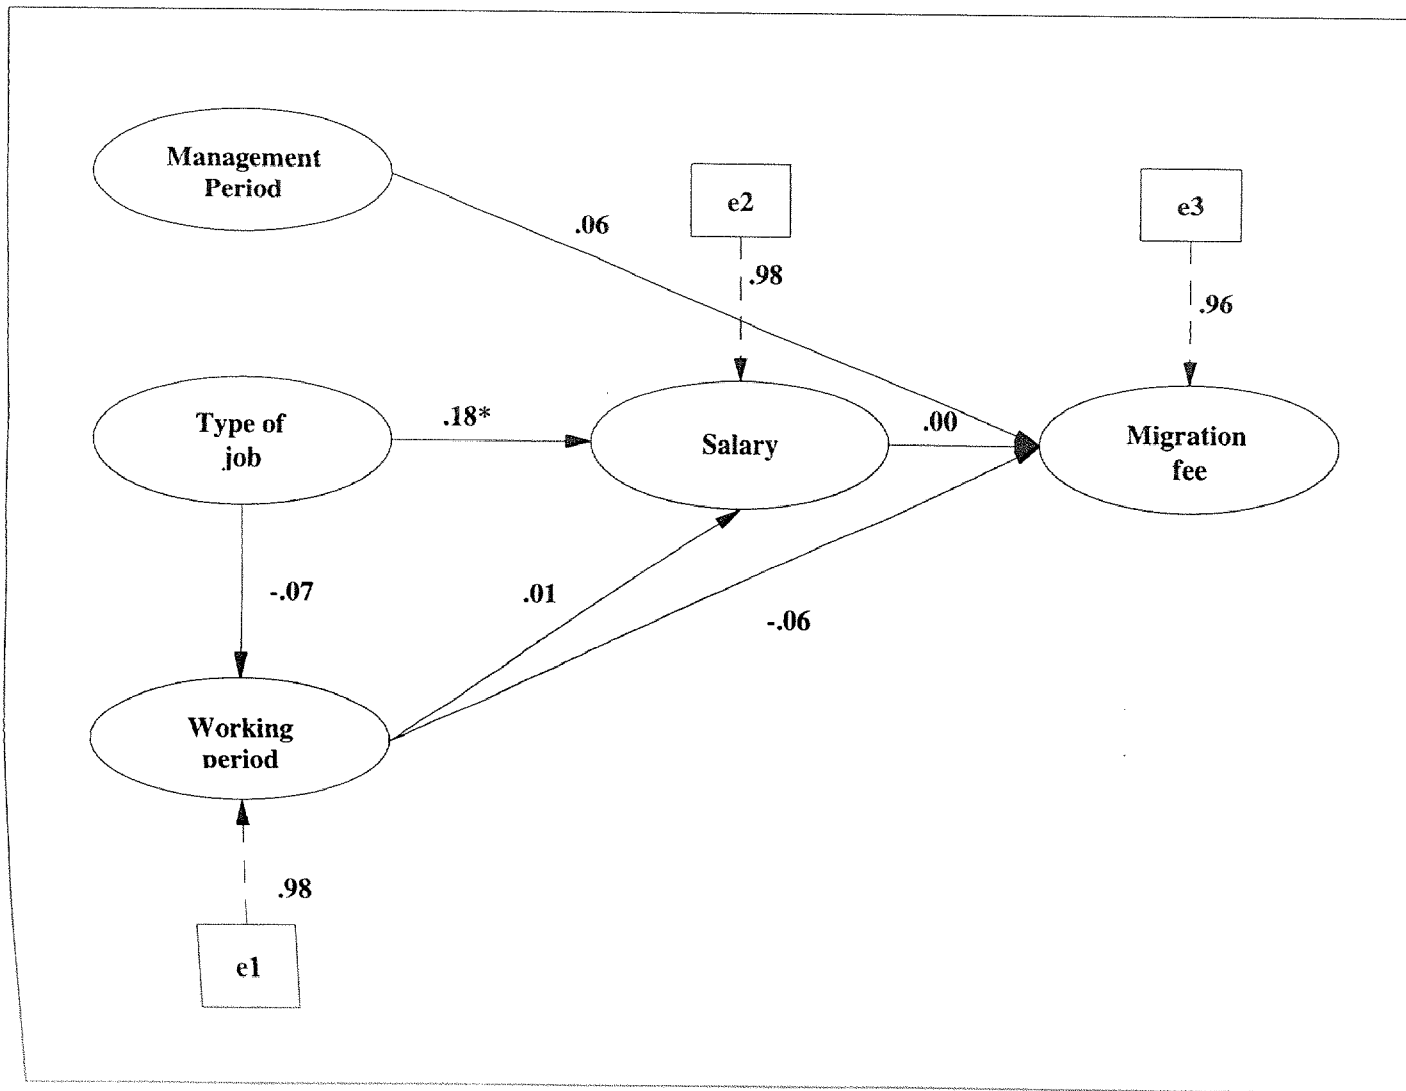 Management
Period
.06
e2
e3
.98
.96
Type of
job
.18*
Salary
.00
Migration
fee
-.07
.01
-.06
Working
period
.98
e1